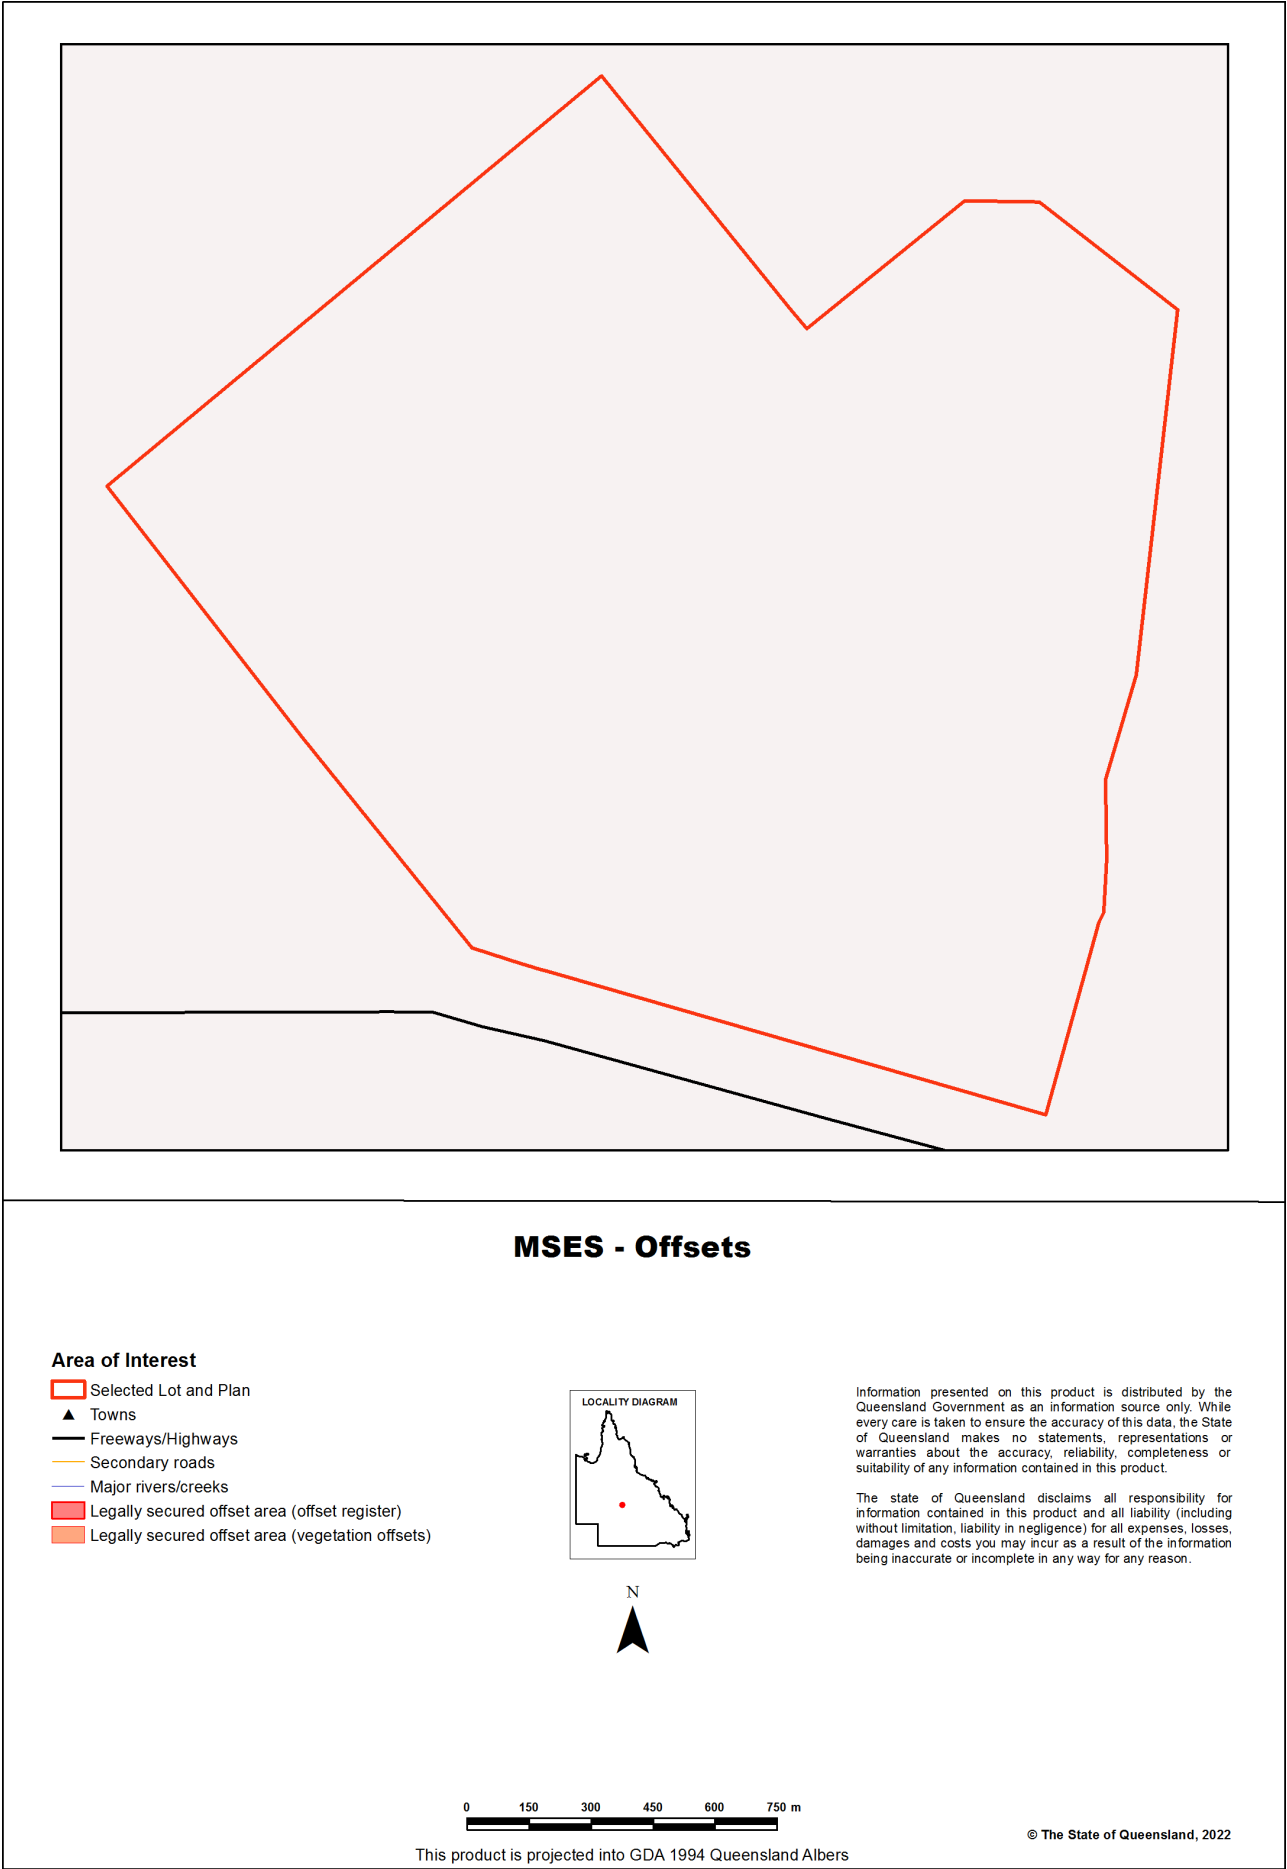 MSES - Offsets
Area of Interest
Selected Lot and Plan
Towns
Freeways/Highways
Secondary roads
Major rivers/creeks
Legally secured offset area (offset register)
Legally secured offset area (vegetation offsets)
LOCALITY DIAGRAM
N
Information presented on this product is distributed by the
Queensland Government as an information source only. While
every care is taken to ensure the accuracy of this data, the State
of Queensland makes no statements, representations or
warranties about the accuracy, reliability, completeness or
suitability of any information contained in this product.
The state of Queensland disclaims all responsibility for
information contained in this product and all liability (including
without limitation, liability in negligence) for all expenses, losses,
damages and costs you may incur as a result of the information
being inaccurate or incomplete in any way for any reason.
0 150 300 450 600 750 m
© The State of Queensland, 2022
This product is projected into GDA 1994 Queensland Albers